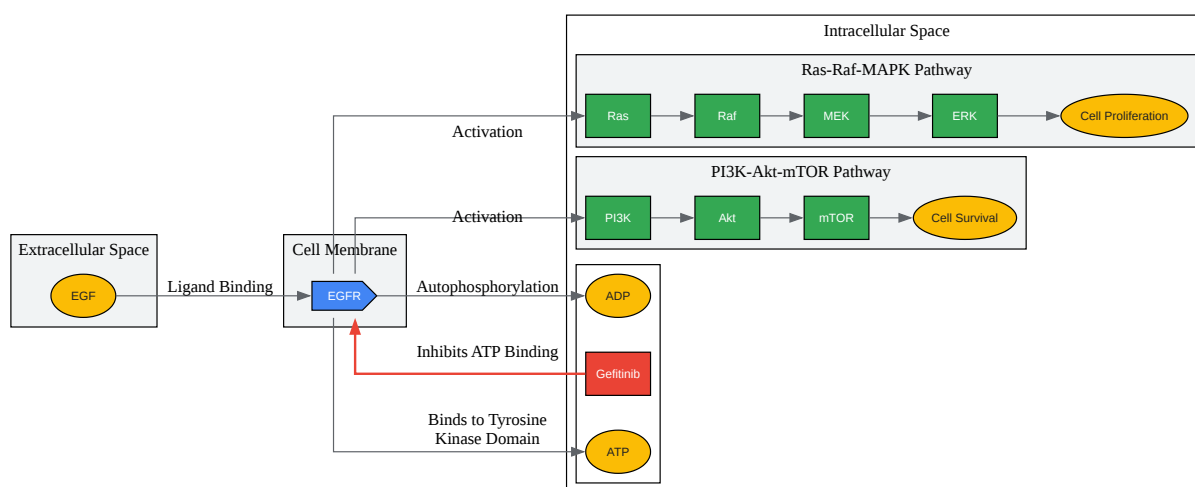 Intracellular Space
Ras-Raf-MAPK Pathway
Ras
Raf
MEK
ERK
Cell Proliferation
Activation
PI3K-Akt-mTOR Pathway
PI3K
Akt
mTOR
Cell Survival
Activation
Extracellular Space
EGF
Ligand Binding
Cell Membrane
EGFR
Autophosphorylation
ADP
Inhibits ATP Binding
Gefitinib
Binds to Tyrosine
Kinase Domain
ATP